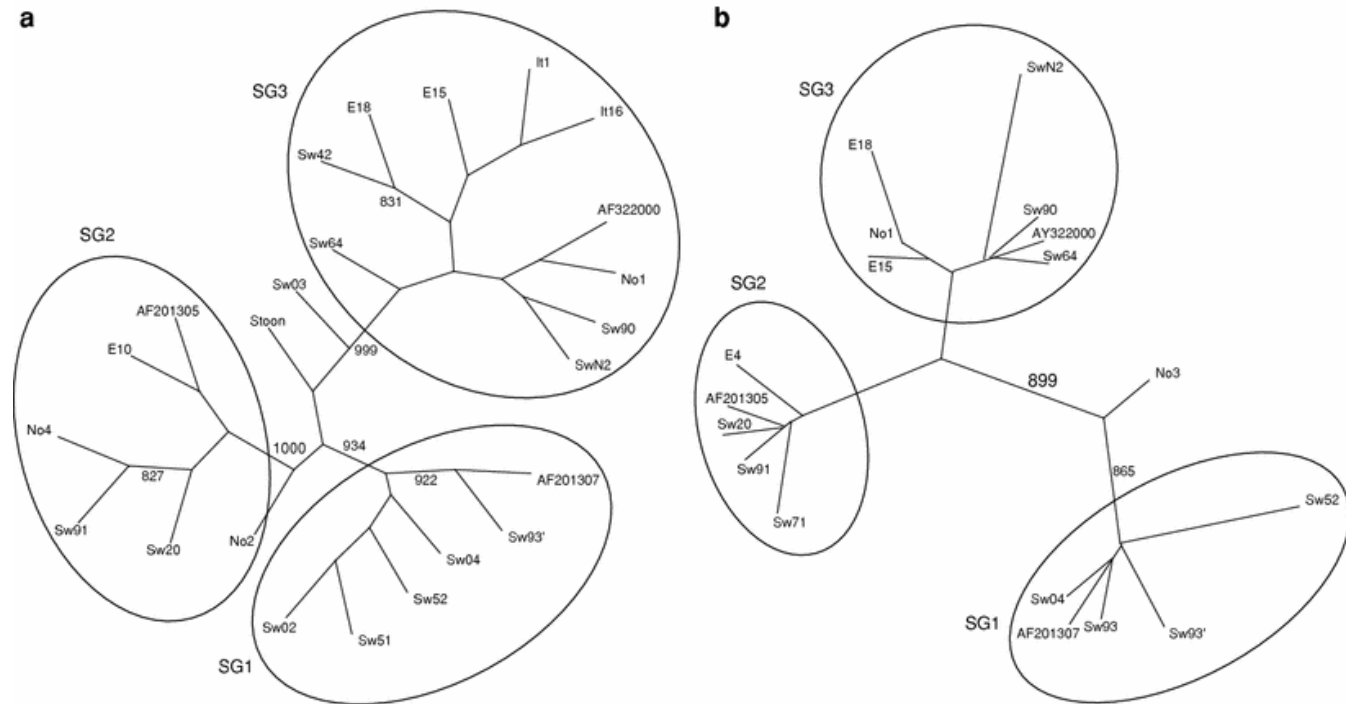 a
SG3
It1
E15
E18
It16
Sw42
831
AF322000
Sw64
No1
Sw03
Stoon
Sw90
999
SwN2
SG2
AF201305
E10
No4
1000
934
827
922
AF201307
Sw91
Sw20
No2
Sw93'
Sw04
Sw52
Sw02
Sw51
SG1
b
SG3
SwN2
E18
Sw90
No1
AY322000
Sw64
E15
SG2
E4
899
No3
AF201305
Sw20
Sw91
865
Sw71
Sw52
Sw04
SG1
AF201307
Sw93
Sw93'